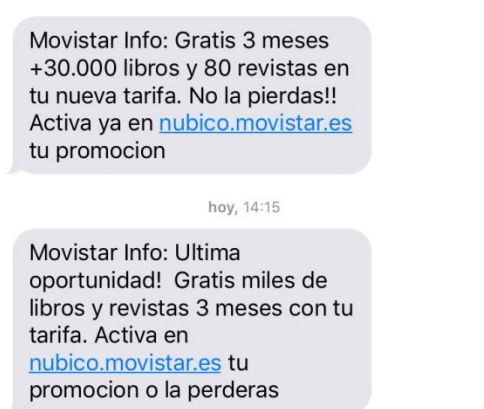 Movistar Info: Gratis 3 meses
+30.000 libros y 80 revistas en
tu nueva tarifa. No la pierdas!!
Activa ya en nubico.movistar.es
tu promocion
hoy, 14:15
Movistar Info: Ultima
oportunidad!  Gratis miles de
libros y revistas 3 meses con tu
tarifa. Activa en
nubico.movistar.es tu
promocion o la perderas